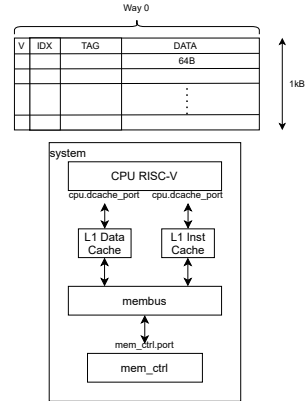 Way 0
V IDX TAG DATA
64B
1kB
system
CPU RISC-V
cpu.dcache_port cpu.dcache_port
L1 Data Cache
L1 Inst Cache
membus
mem_ctrl.port
mem_ctrl